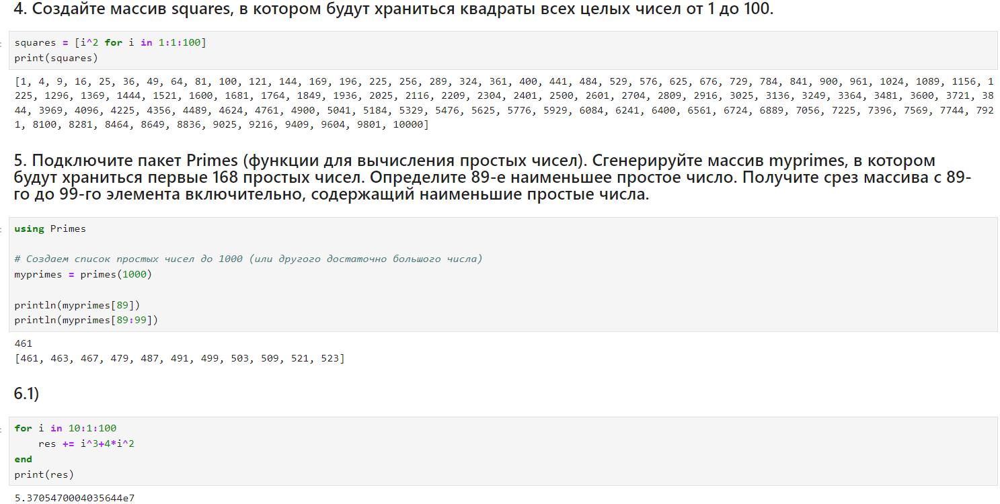 4. Создайте массив squares, в котором будут храниться квадраты всех целых чисел от 1 до 100.
squares = [i^2 for i in 1:1:100]
print(squares)
[1, 4, 9, 16, 25, 36, 49, 64, 81, 100, 121, 144, 169, 196, 225, 256, 289, 324, 361, 400, 441, 484, 529, 576, 625, 676, 729, 784, 841, 900, 961, 1024, 1089, 1156, 1
225, 1296, 1369, 1444, 1521, 1600, 1681, 1764, 1849, 1936, 2025, 2116, 2209, 2304, 2401, 2500, 2601, 2704, 2809, 2916, 3025, 3136, 3249, 3364, 3481, 3600, 3721, 38
44, 3969, 4096, 4225, 4356, 4489, 4624, 4761, 4900, 5041, 5184, 5329, 5476, 5625, 5776, 5929, 6084, 6241, 6400, 6561, 6724, 6889, 7056, 7225, 7396, 7569, 7744, 792
1, 8100, 8281, 8464, 8649, 8836, 9025, 9216, 9409, 9604, 9801, 10000]
5. Подключите пакет Primes (функции для вычисления простых чисел). Сгенерируйте массив myprimes, в котором
будут храниться первые 168 простых чисел. Определите 89-е наименьшее простое число. Получите срез массива с 89-
го до 99-го элемента включительно, содержащий наименьшие простые числа.
using Primes
# Создаем список простых чисел до 1000 (или другого достаточно большого числа)
myprimes = primes(1000)
println(myprimes[89])
println(myprimes[89:99])
461
[461, 463, 467, 479, 487, 491, 499, 503, 509, 521, 523]
6.1)
for i in 10:1:100
    res += i^3+4*i^2
end
print(res)
5.3705470004035644e7